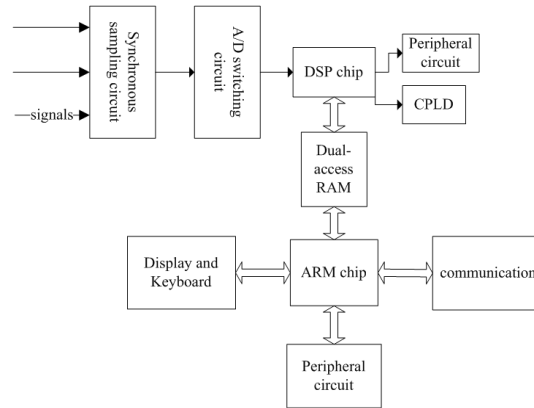 signals
Synchronous
sampling circuit
A/D switching
circuit
DSP chip
Peripheral
circuit
CPLD
Dual-
access
RAM
Display and
Keyboard
ARM chip
communication
Peripheral
circuit